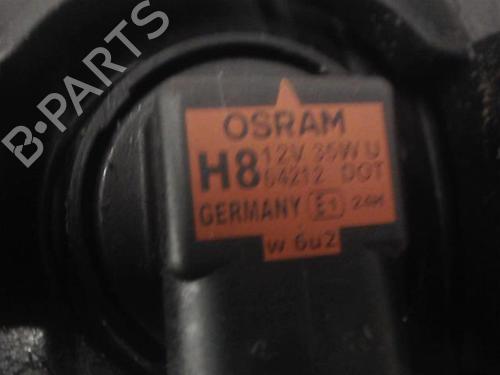 B·PARTS
OSRAM
H8 12V 35W U
64212 DOT
GERMANY E1 24K
w 6u2